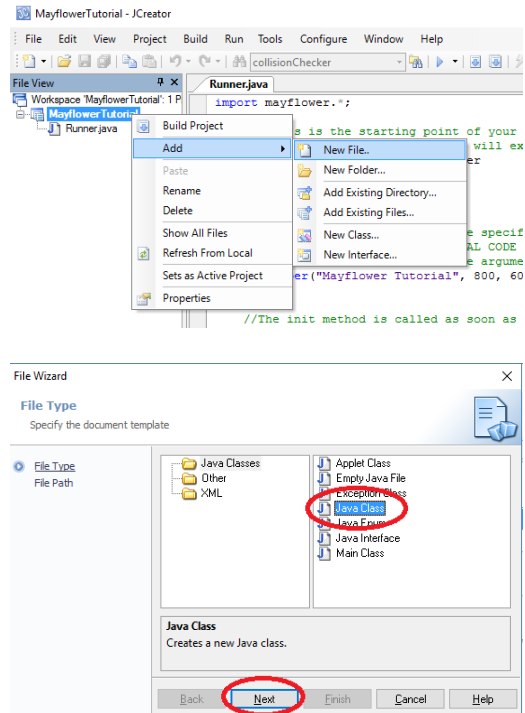 MayflowerTutorial - JCreator
File Edit View Project Build Run Tools Configure Window Help
collisionChecker
File View
Runner.java
Workspace 'MayflowerTutorial': 1 P
MayflowerTutorial
Runner.java
import mayflower.*;
s is the starting point of your
will ex
er
Build Project
Add
Paste
Rename
Delete
Show All Files
Refresh From Local
Sets as Active Project
Properties
New File..
New Folder...
Add Existing Directory...
Add Existing Files...
New Class...
New Interface...
e specif
AL CODE
e argume
er("Mayflower Tutorial", 800, 60
//The init method is called as soon as
File Wizard
File Type
Specify the document template
File Type
File Path
Java Classes
Other
XML
Applet Class
Empty Java File
Exception Class
Java Class
Java Enum
Java Interface
Main Class
Java Class
Creates a new Java class.
Back Next Finish Cancel Help